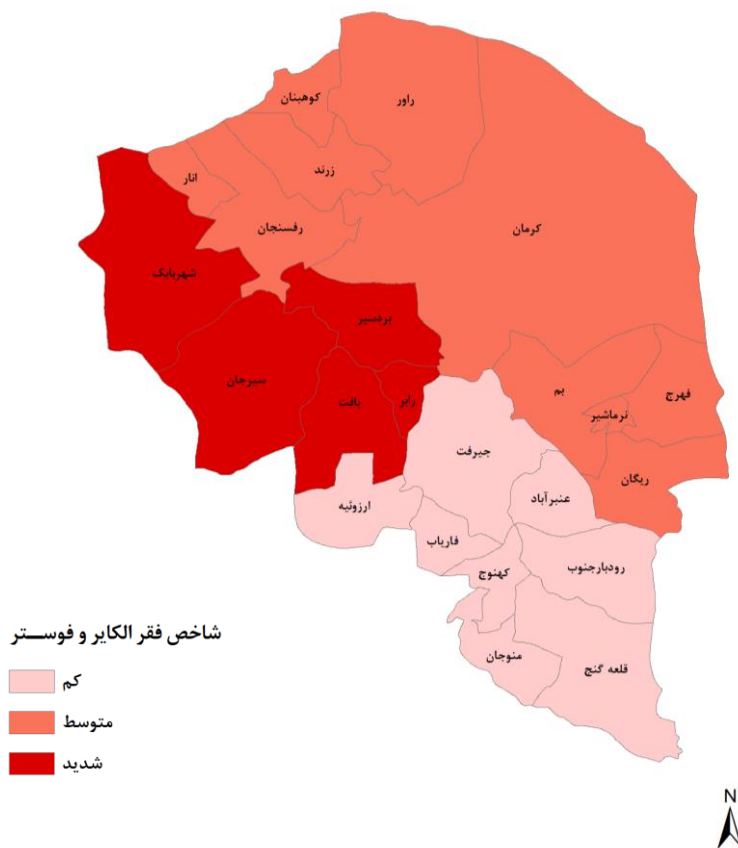 کوهبنان
راور
زرند
انار
رفسنجان
کرمان
شهربابک
بردسیر
سیرجان
بافت
رابر
بم
نرماشیر
فهرج
ریگان
جیرفت
عنبرآباد
ارزوئیه
فاریاب
کهنوج
رودبارجنوب
منوجان
قلعه گنج
شاخص فقر الکایر و فوستر
کم
متوسط
شدید
N